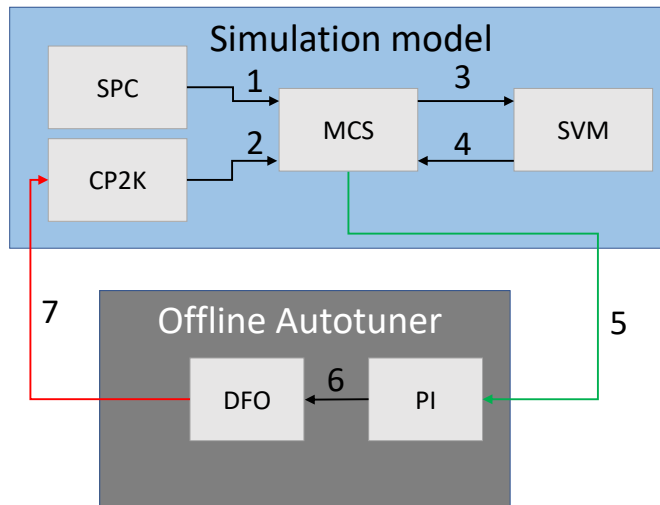 Simulation model
SPC
1
3
MCS
SVM
2
4
CP2K
7
5
Offline Autotuner
DFO
6
PI